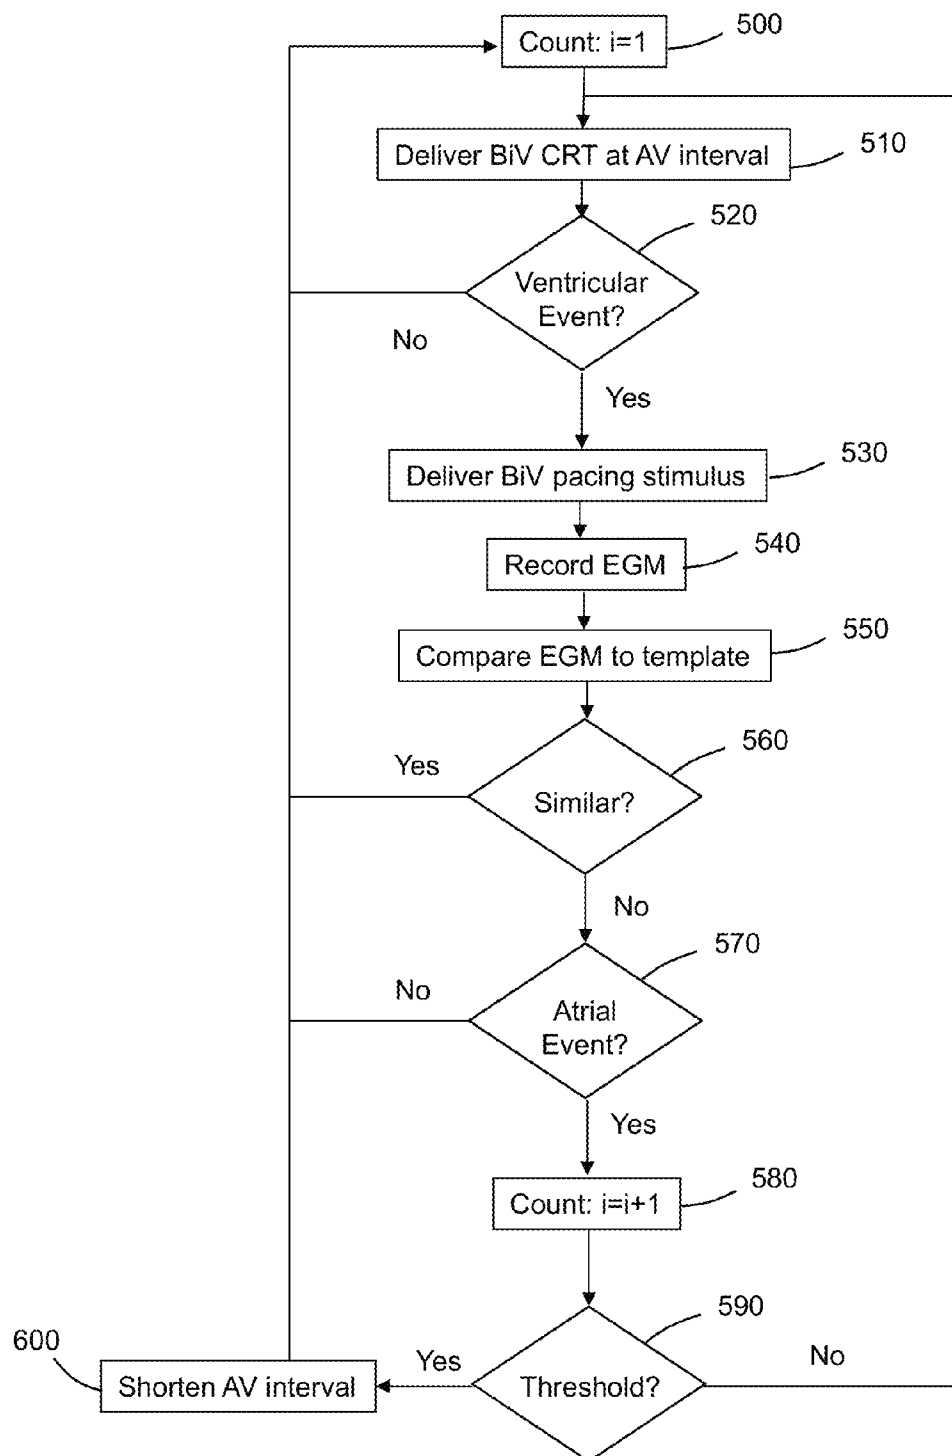 Count: i=1
500
Deliver BiV CRT at AV interval
510
520
Ventricular
Event?
No
Yes
Deliver BiV pacing stimulus
530
Record EGM
540
Compare EGM to template
550
560
Yes
Similar?
No
570
No
Atrial
Event?
Yes
Count: i=i+1
580
590
600
Yes
No
Shorten AV interval
Threshold?